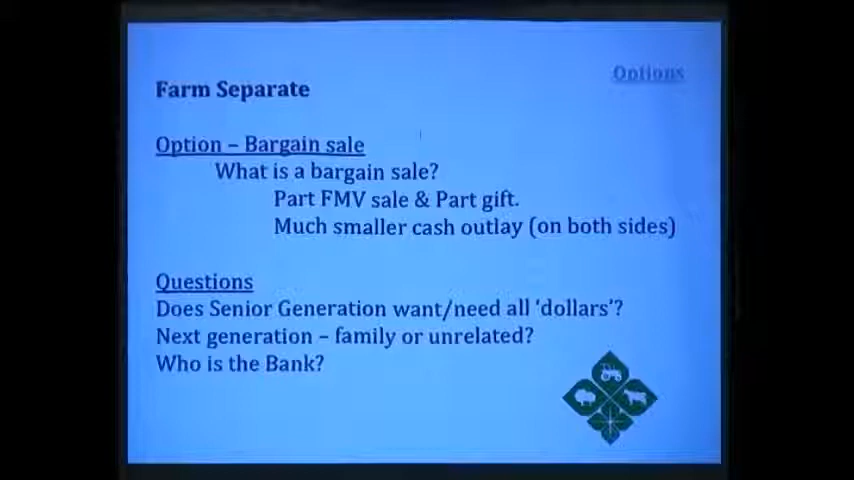 Options
Farm Separate
Option – Bargain sale
What is a bargain sale?
Part FMV sale & Part gift.
Much smaller cash outlay (on both sides)
Questions
Does Senior Generation want/need all ‘dollars’?
Next generation – family or unrelated?
Who is the Bank?